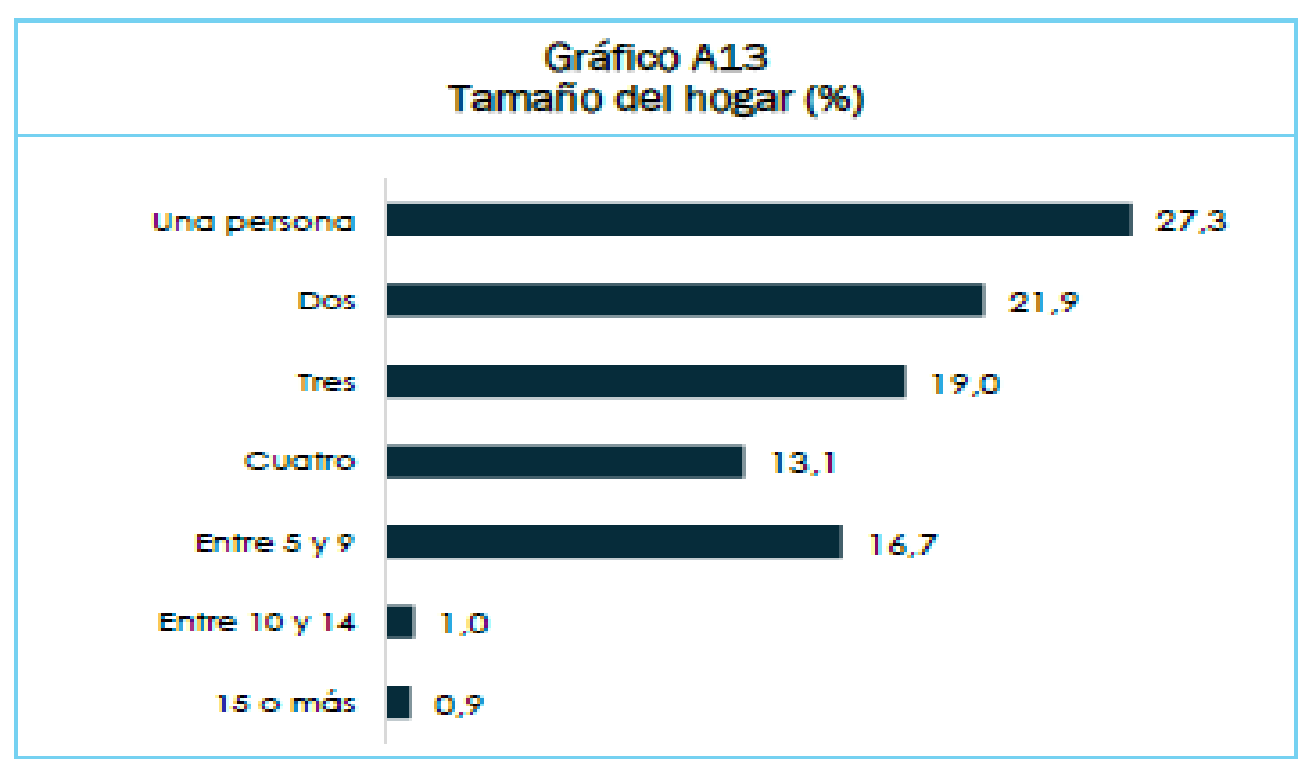 Gráfico A13
Tamaño del hogar (%)
Una persona 27,3
Dos 21,9
Tres 19,0
Cuatro 13,1
Entre 5 y 9 16,7
Entre 10 y 14 1,0
15 o más 0,9